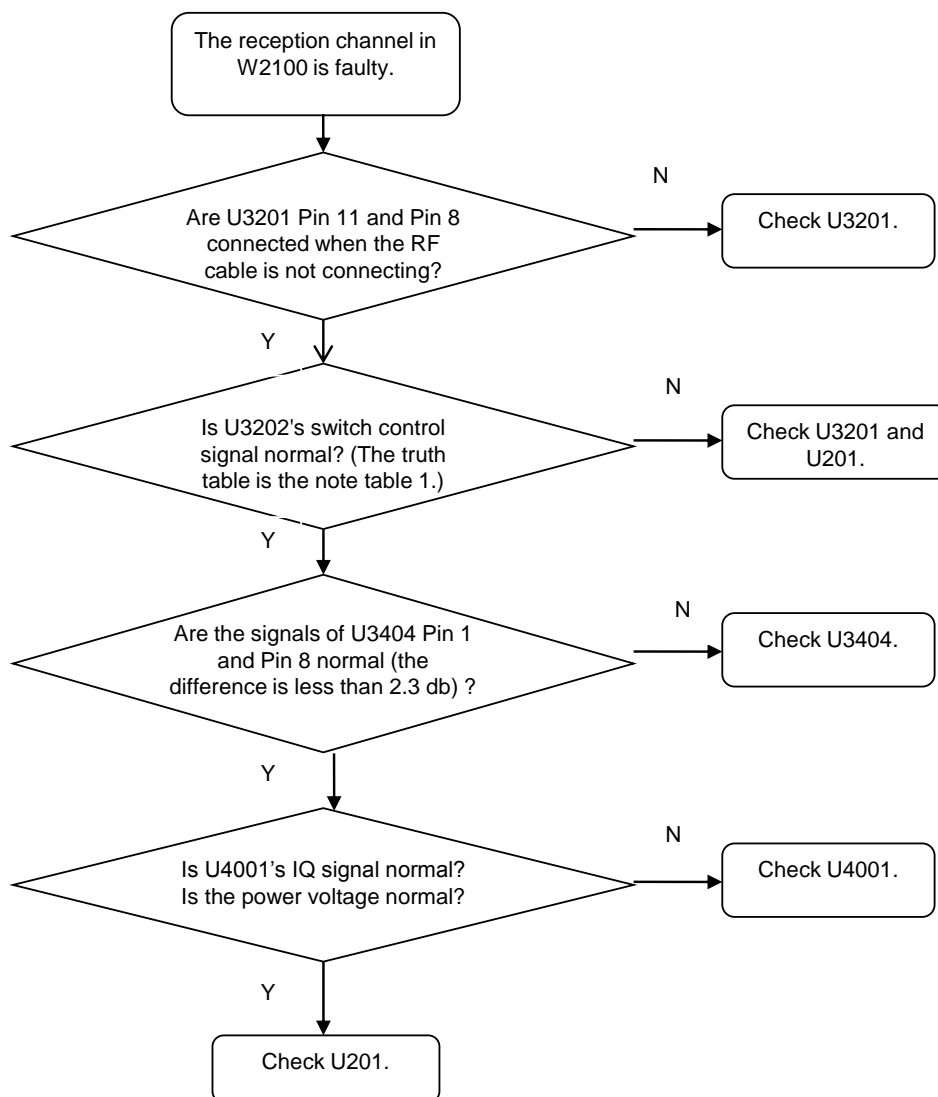 The reception channel in
W2100 is faulty.
N
Are U3201 Pin 11 and Pin 8
connected when the RF
cable is not connecting?
Check U3201.
Y
N
Is U3202's switch control
signal normal? (The truth
table is the note table 1.)
Check U3201 and
U201.
Y
N
Are the signals of U3404 Pin 1
and Pin 8 normal (the
difference is less than 2.3 db) ?
Check U3404.
Y
N
Is U4001’s IQ signal normal?
Is the power voltage normal?
Check U4001.
Y
Check U201.